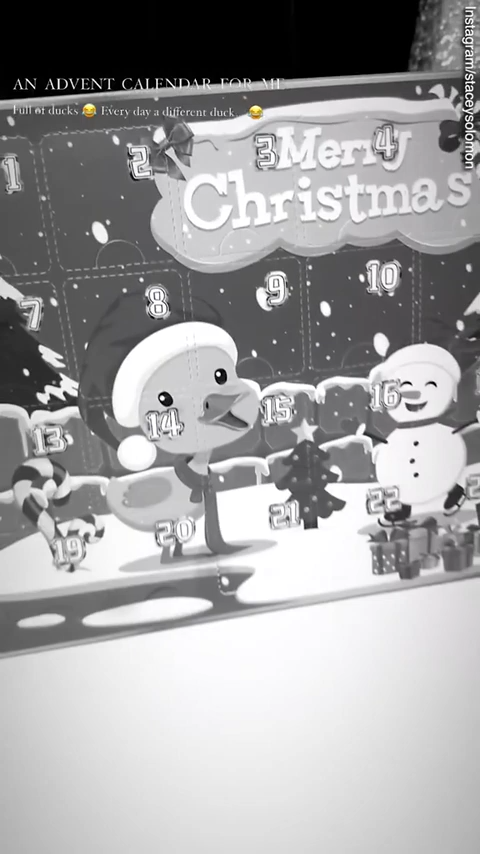 Instagram/staceysolomon
AN ADVENT CALENDAR FOR ME
Full of ducks 😂 Every day a different duck 😂
1 2 3 4
Merry
Christmas
7 8 9 10
13 14 15 16
19 20 21 22